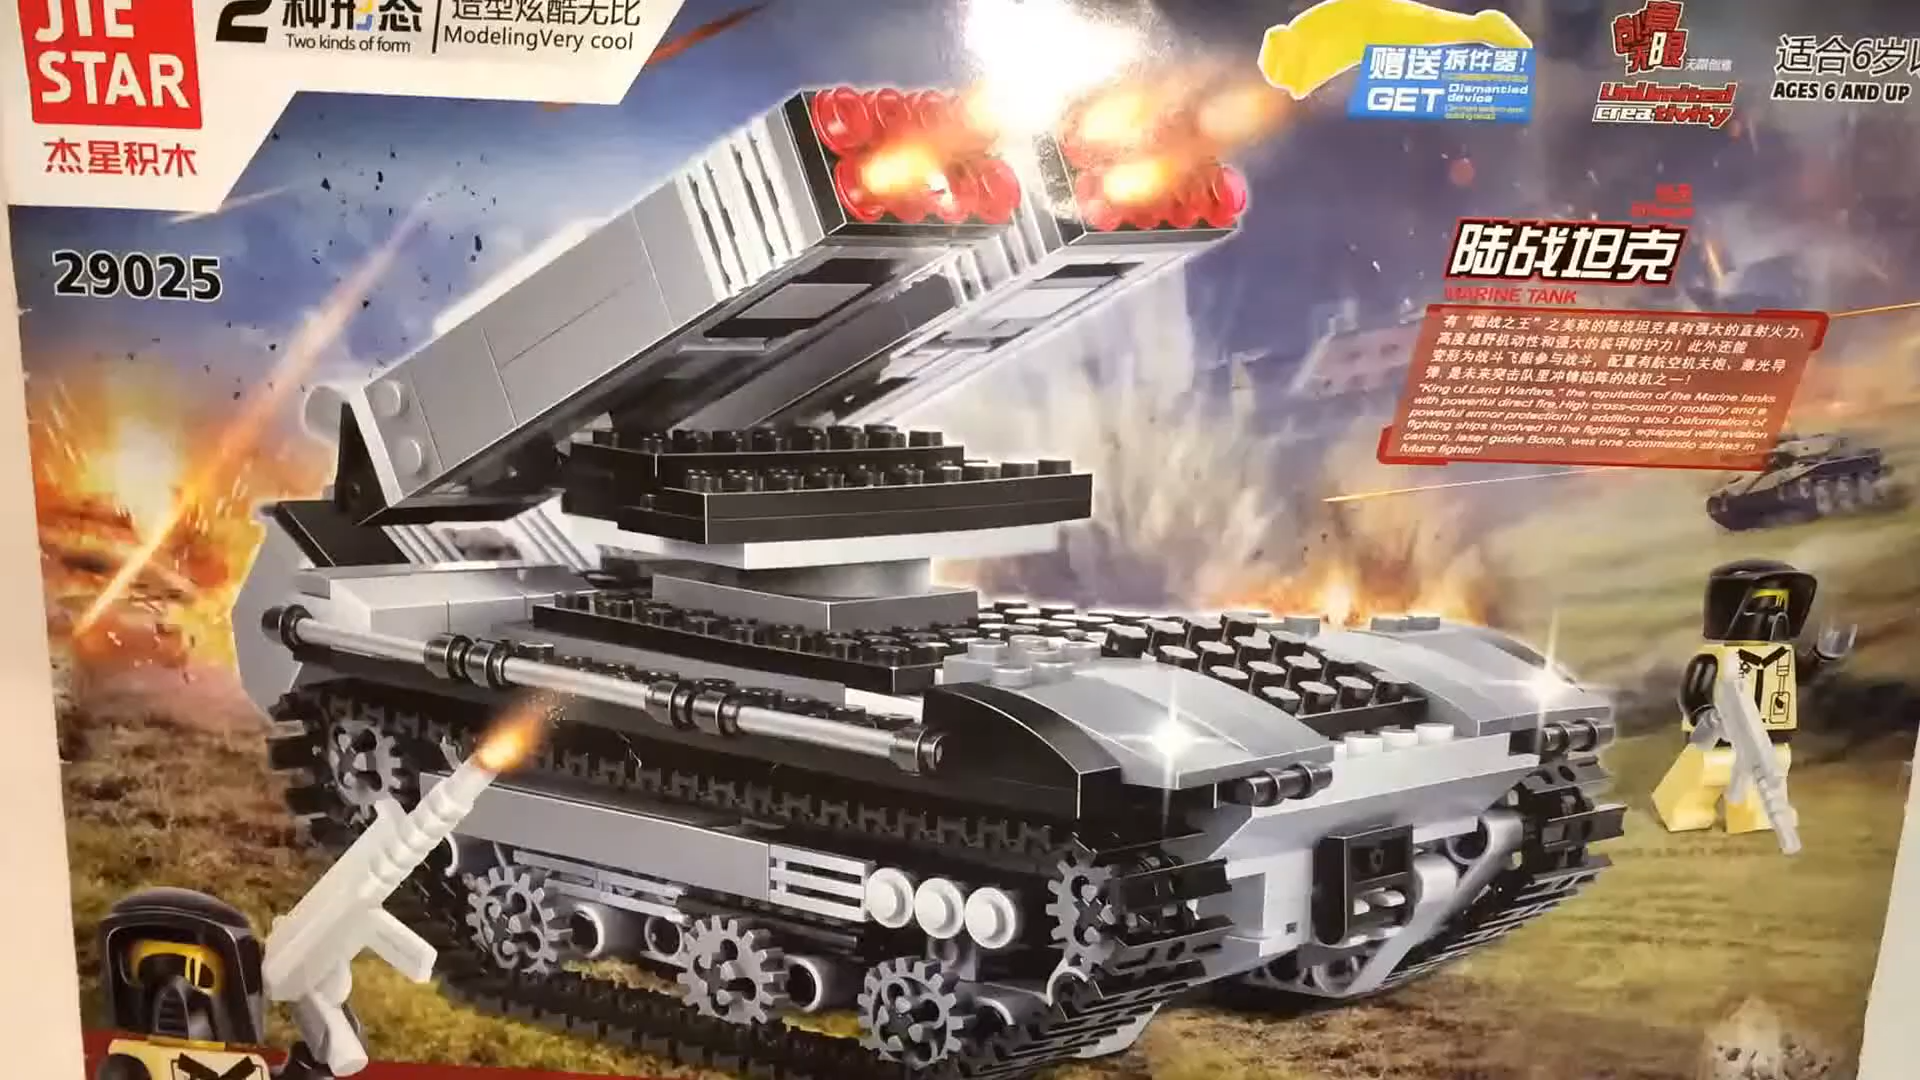 JIE
STAR
杰星积木
2种形态
Two kinds of form
造型炫酷无比
ModelingVery cool
赠送拆件器!
GET Dismantled
device
创意无限
无限创意
Unlimited
creativity
适合6岁以
AGES 6 AND UP
29025
陆战坦克
MARINE TANK
有“陆战之王”之美称的陆战坦克具有强大的直射火力、
高度越野机动性和强大的装甲防护力！此外还能
变形为战斗飞船参与战斗，配置有航空机关炮、激光导
弹，是未来突击队里冲锋陷阵的战机之一！
"King of Land Warfare," the reputation of the Marine tanks
with powerful direct fire,High cross-country mobility and a
powerful armor protection! In addition also Deformation of
fighting ships involved in the fighting, equipped with aviation
cannon, laser guide Bomb, was one commando strikes in
future fighter!